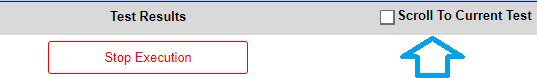 Test Results
Scroll To Current Test
Stop Execution